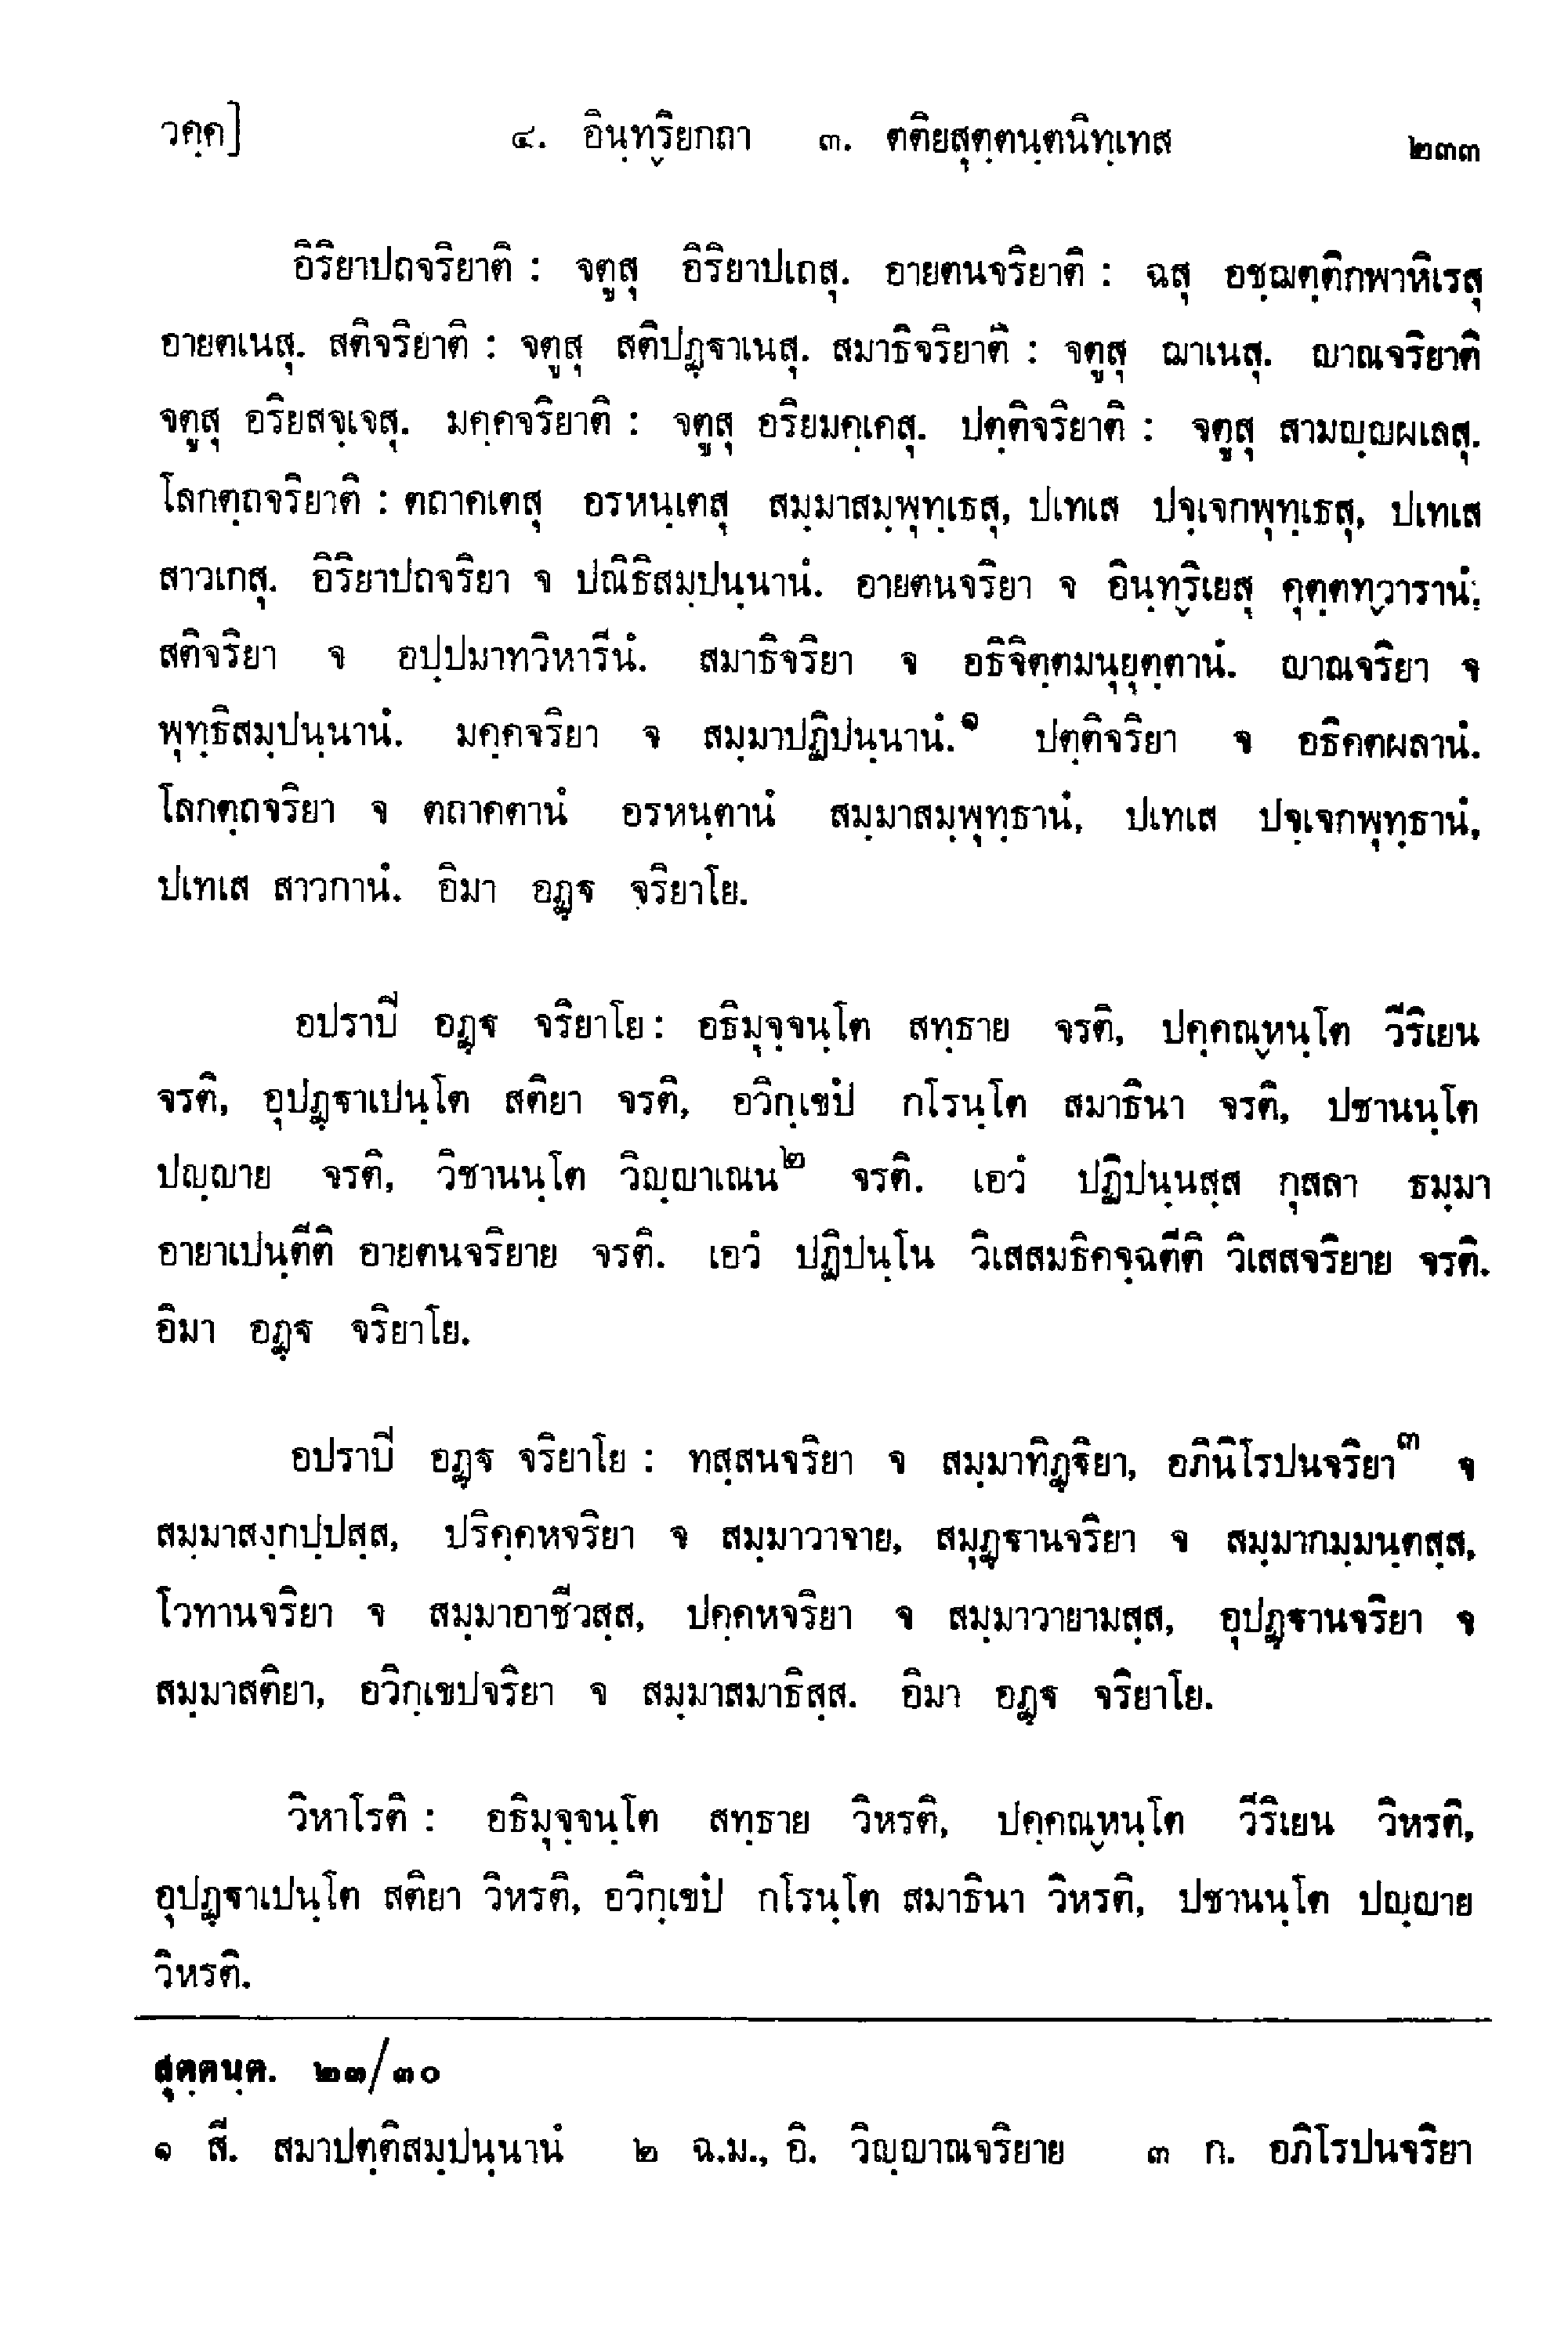 วคฺค]	๔. อินฺทฺริยกถา ๓. ตติยสุตฺตนฺตนิทฺเทส	๒๓๓
อิริยาปถจริยาติ : จตูสุ อิริยาปเถสุ. อายตนจริยาติ : ฉสุ อชฺฌตฺติกพาหิเรสุ
อายตเนสุ. สติจริยาติ : จตูสุ สติปฏฺฐาเนสุ. สมาธิจริยาติ : จตูสุ ฌาเนสุ. ญาณจริยาติ
จตูสุ อริยสจฺเจสุ. มคฺคจริยาติ : จตูสุ อริยมคฺเคสุ. ปตฺติจริยาติ : จตูสุ สามญฺญผเลสุ.
โลกตฺถจริยาติ : ตถาคเตสุ อรหนฺเตสุ สมฺมาสมฺพุทฺเธสุ, ปเทเส ปจฺเจกพุทฺเธสุ, ปเทเส
สาวเกสุ. อิริยาปถจริยา จ ปณิธิสมฺปนฺนานํ. อายตนจริยา จ อินฺทฺริเยสุ คุตฺตทฺวารานํ.
สติจริยา จ อปฺปมาทวิหารีนํ. สมาธิจริยา จ อธิจิตฺตมนุยุตฺตานํ. ญาณจริยา จ
พุทฺธิสมฺปนฺนานํ. มคฺคจริยา จ สมฺมาปฏิปนฺนานํ.๑ ปตฺติจริยา จ อธิคตผลานํ.
โลกตฺถจริยา จ ตถาคตานํ อรหนฺตานํ สมฺมาสมฺพุทฺธานํ, ปเทเส ปจฺเจกพุทฺธานํ,
ปเทเส สาวกานํ. อิมา อฏฺฐ จริยาโย.
อปราปิ อฏฺฐ จริยาโย : อธิมุจฺจนฺโต สทฺธาย จรติ, ปคฺคณฺหนฺโต วีริเยน
จรติ, อุปฏฺฐาเปนฺโต สติยา จรติ, อวิกฺเขปํ กโรนฺโต สมาธินา จรติ, ปชานนฺโต
ปญฺญาย จรติ, วิชานนฺโต วิญฺญาเณน๒ จรติ. เอวํ ปฏิปนฺนสฺส กุสลา ธมฺมา
อายาเปนฺตีติ อายตนจริยาย จรติ. เอวํ ปฏิปนฺโน วิเสสมธิคจฺฉตีติ วิเสสจริยาย จรติ.
อิมา อฏฺฐ จริยาโย.
อปราปิ อฏฺฐ จริยาโย : ทสฺสนจริยา จ สมฺมาทิฏฺฐิยา, อภินิโรปนจริยา๓ จ
สมฺมาสงฺกปฺปสฺส, ปริคฺคหจริยา จ สมฺมาวาจาย, สมุฏฺฐานจริยา จ สมฺมากมฺมนฺตสฺส,
โวทานจริยา จ สมฺมาอาชีวสฺส, ปคฺคหจริยา จ สมฺมาวายามสฺส, อุปฏฺฐานจริยา จ
สมฺมาสติยา, อวิกฺเขปจริยา จ สมฺมาสมาธิสฺส. อิมา อฏฺฐ จริยาโย.
วิหาโรติ : อธิมุจฺจนฺโต สทฺธาย วิหรติ, ปคฺคณฺหนฺโต วีริเยน วิหรติ,
อุปฏฺฐาเปนฺโต สติยา วิหรติ, อวิกฺเขปํ กโรนฺโต สมาธินา วิหรติ, ปชานนฺโต ปญฺญาย
วิหรติ.
สุตฺตนฺต. ๒๓/๓๐
๑ สี. สมาปตฺติสมฺปนฺนานํ ๒ ฉ.ม., อิ. วิญฺญาณจริยาย ๓ ก. อภิโรปนจริยา